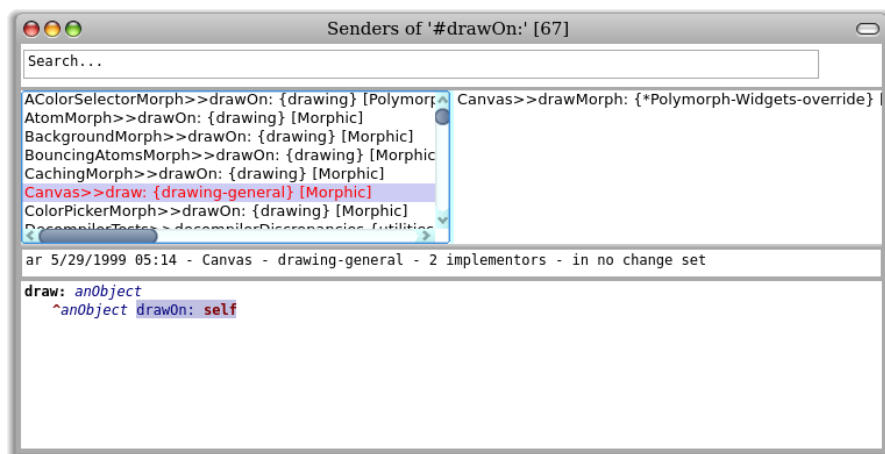 Senders of '#drawOn:' [67]
Search...
AColorSelectorMorph>>drawOn: {drawing} [Polymorp
AtomMorph>>drawOn: {drawing} [Morphic]
BackgroundMorph>>drawOn: {drawing} [Morphic]
BouncingAtomsMorph>>drawOn: {drawing} [Morphic
CachingMorph>>drawOn: {drawing} [Morphic]
Canvas>>draw: {drawing-general} [Morphic]
ColorPickerMorph>>drawOn: {drawing} [Morphic]
DecompilerTests>>decompilerDiscrepancies {utilities
Canvas>>drawMorph: {*Polymorph-Widgets-override} [
ar 5/29/1999 05:14 - Canvas - drawing-general - 2 implementors - in no change set
draw: anObject
^anObject drawOn: self